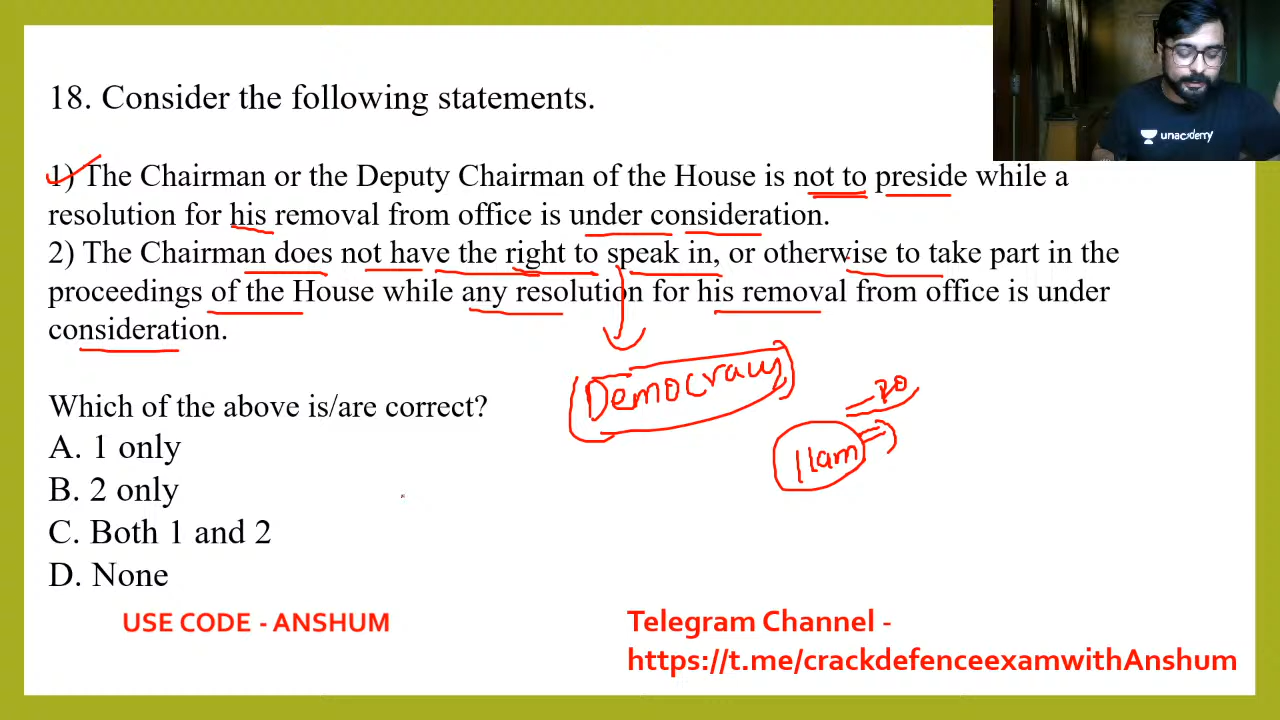 18. Consider the following statements.
unacademy
1) The Chairman or the Deputy Chairman of the House is not to preside while a
resolution for his removal from office is under consideration.
2) The Chairman does not have the right to speak in, or otherwise to take part in the
proceedings of the House while any resolution for his removal from office is under
consideration.
Democracy
Which of the above is/are correct?
20
A. 1 only
11am
B. 2 only
C. Both 1 and 2
D. None
USE CODE - ANSHUM
Telegram Channel -
https://t.me/crackdefenceexamwithAnshum